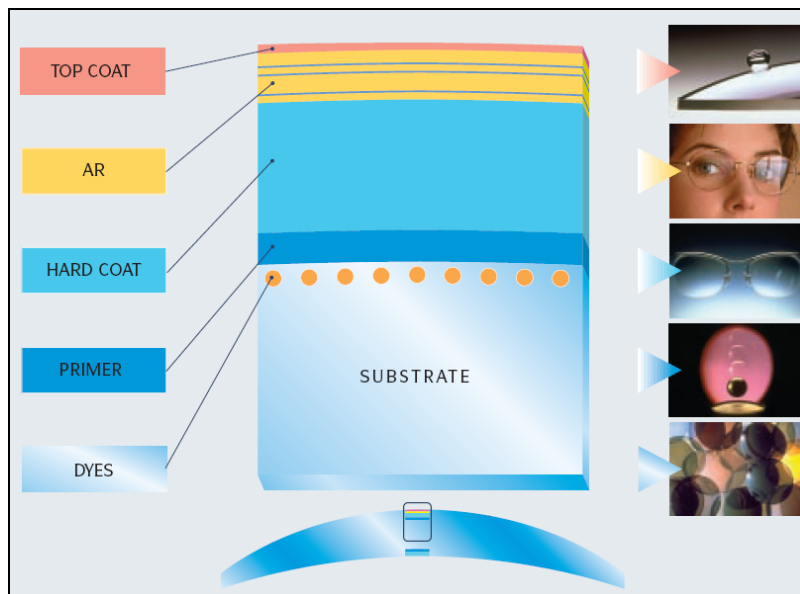 TOP COAT
AR
HARD COAT
PRIMER
DYES
SUBSTRATE